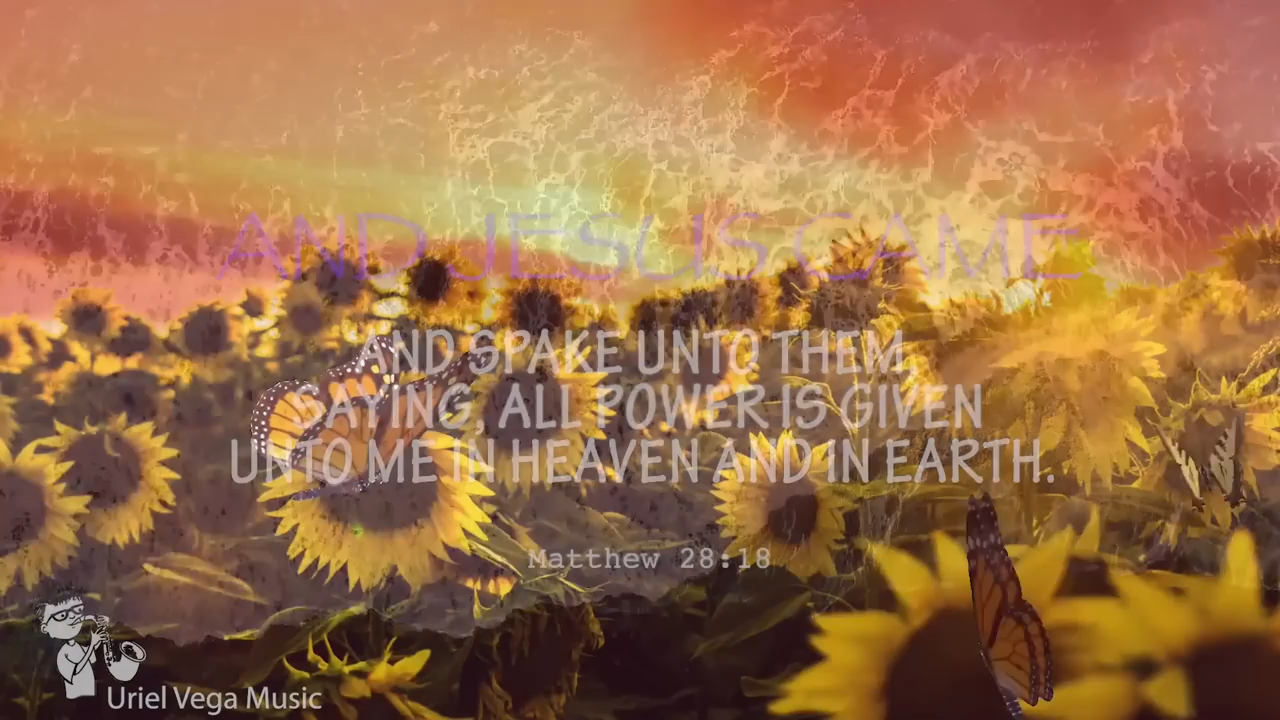 AND JESUS CAME
AND SPAKE UNTO THEM,
SAYING, ALL POWER IS GIVEN
UNTO ME IN HEAVEN AND IN EARTH.
Matthew 28:18
Uriel Vega Music